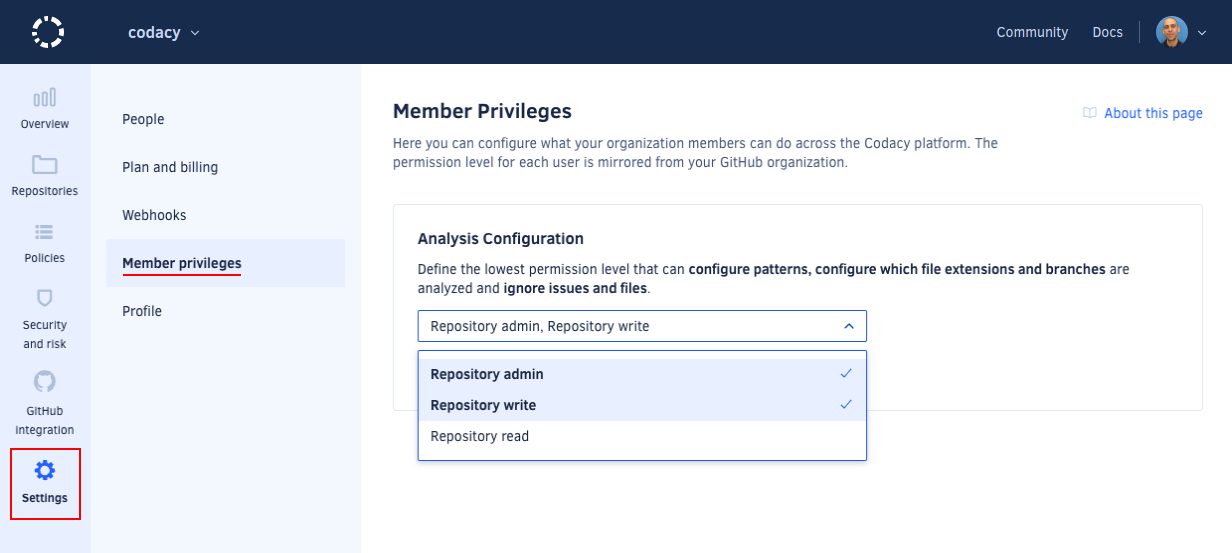 codacy
Community
Docs
Overview
Repositories
Policies
Security
and risk
GitHub
integration
Settings
People
Plan and billing
Webhooks
Member privileges
Profile
Member Privileges
About this page
Here you can configure what your organization members can do across the Codacy platform. The
permission level for each user is mirrored from your GitHub organization.
Analysis Configuration
Define the lowest permission level that can configure patterns, configure which file extensions and branches are
analyzed and ignore issues and files.
Repository admin, Repository write
Repository admin
Repository write
Repository read